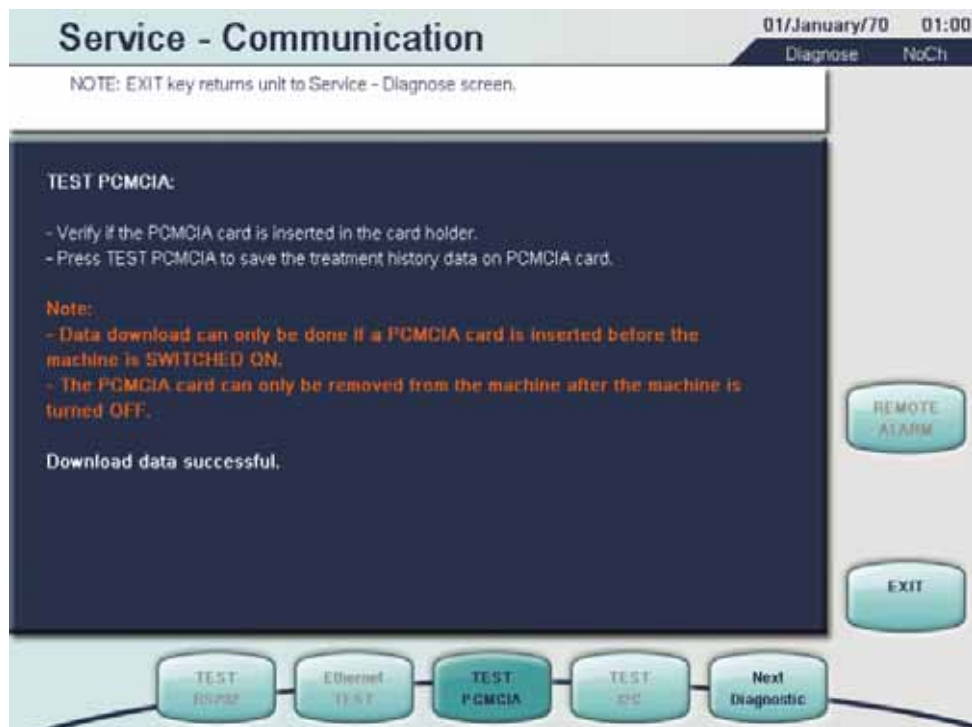 Service - Communication
01/January/70 01:00
Diagnose NoCh
NOTE: EXIT key returns unit to Service - Diagnose screen.
TEST PCMCIA:
- Verify if the PCMCIA card is inserted in the card holder.
- Press TEST PCMCIA to save the treatment history data on PCMCIA card.
Note:
- Data download can only be done if a PCMCIA card is inserted before the
machine is SWITCHED ON.
- The PCMCIA card can only be removed from the machine after the machine is
turned OFF.
Download data successful.
REMOTE
ALARM
EXIT
TEST
Ethernet
TEST
TEST
PCMCIA
TEST
Next
Diagnostic